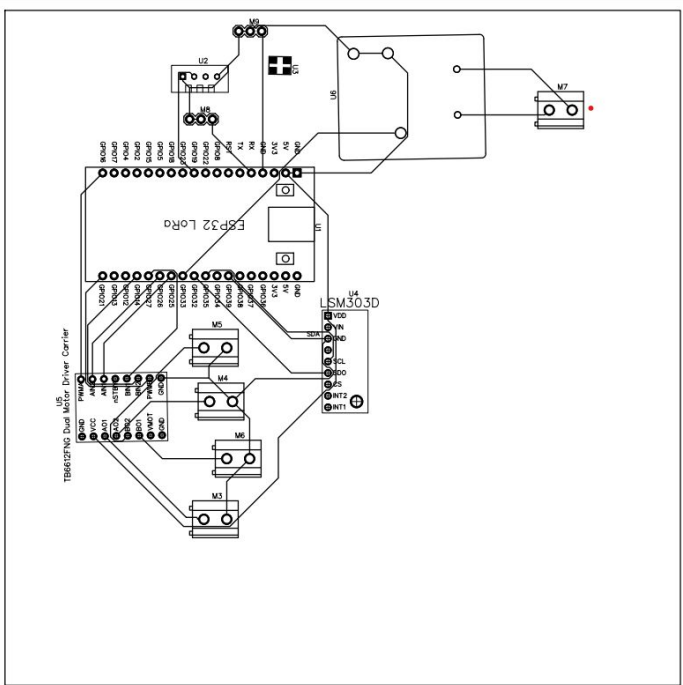 M9
U2
U3
U6
M7
M8
GPIO16
GPIO17
GPIO4
GPIO2
GPIO15
GPIO5
GPIO18
GPIO23
GPIO19
GPIO22
GPIO8
RST
TX
RX
GND
3V3
5V
GND
ESP32 LoRa
U1
GPIO21
GPIO13
GPIO12
GPIO14
GPIO27
GPIO26
GPIO25
GPIO33
GPIO32
GPIO35
GPIO34
GPIO39
GPIO38
GPIO37
GPIO36
3V3
5V
GND
U4
LSM303D
VDD
VIN
SDA
GND
SCL
SDO
CS
INT2
INT1
M5
M4
M6
M3
TB6612FNG Dual Motor Driver Carrier
U5
PWMA
AIN2
AIN1
nSTBY
BIN1
BIN2
PWMB
GND
GND
VCC
AO1
AO2
BO2
BO1
VMOT
GND